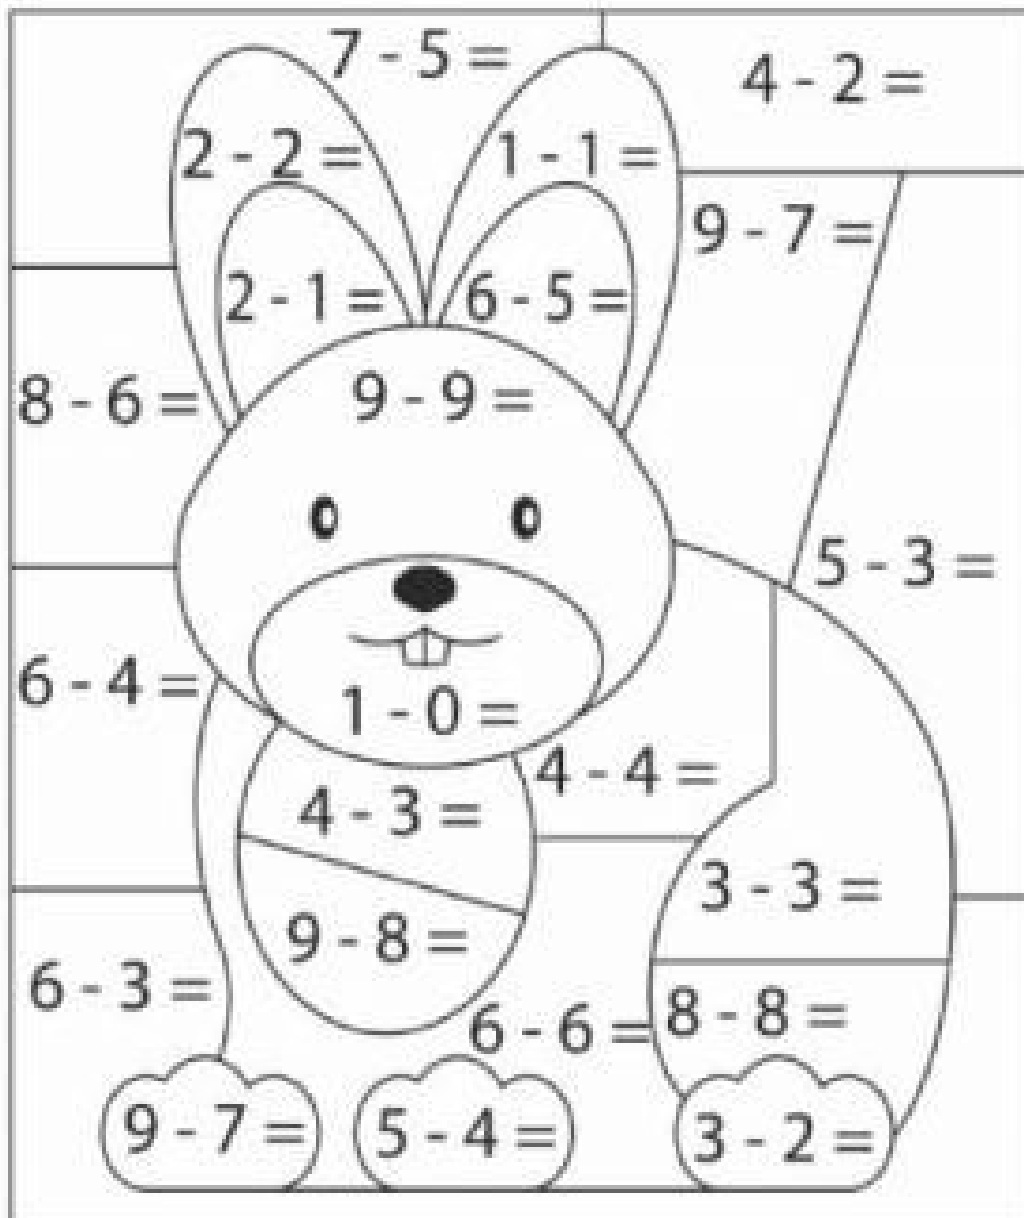 7 - 5 =
4 - 2 =
2 - 2 =
1 - 1 =
9 - 7 =
2 - 1 =
6 - 5 =
8 - 6 =
9 - 9 =
5 - 3 =
6 - 4 =
1 - 0 =
4 - 4 =
4 - 3 =
3 - 3 =
9 - 8 =
6 - 3 =
6 - 6 =
8 - 8 =
9 - 7 =
5 - 4 =
3 - 2 =